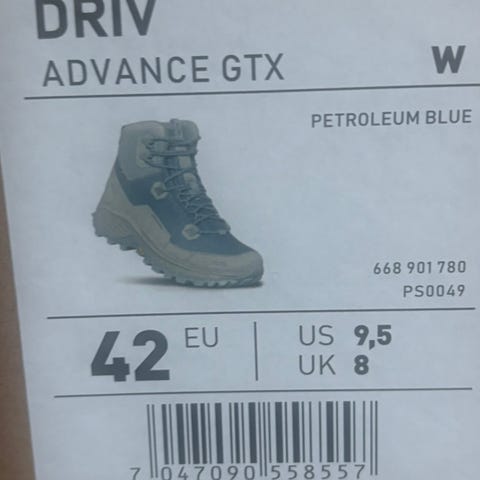 DRIV
ADVANCE GTX W
PETROLEUM BLUE
668 901 780
PS0049
42 EU US 9,5
UK 8
7 047090 558557